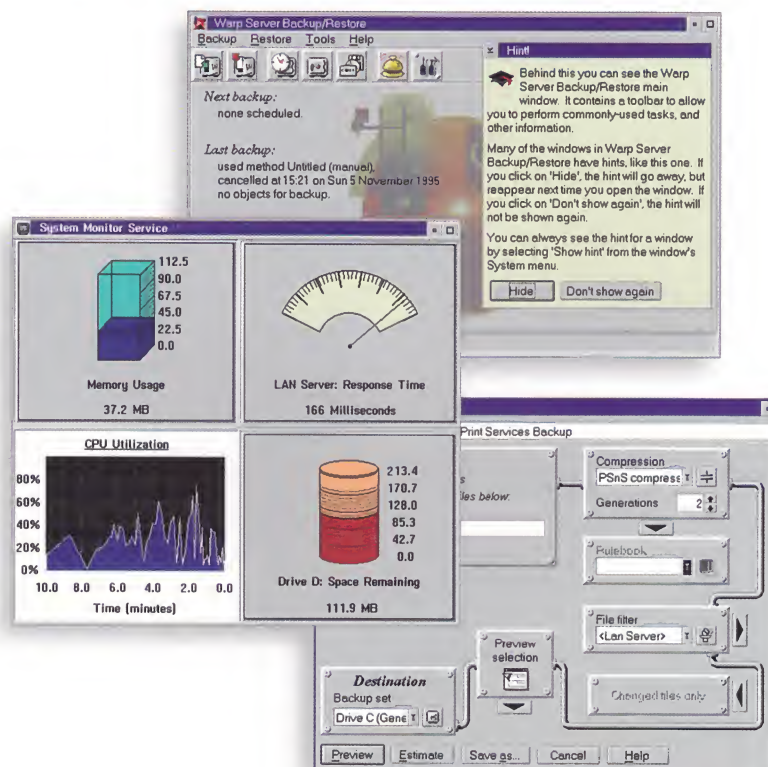 Warp Server Backup/Restore
Backup Restore Tools Help
Next backup:
none scheduled.
Last backup:
used method Untitled (manual),
cancelled at 15:21 on Sun 5 November 1995
no objects for backup.
Hint!
Behind this you can see the Warp
Server Backup/Restore main
window. It contains a toolbar to allow
you to perform commonly-used tasks, and
other information.
Many of the windows in Warp Server
Backup/Restore have hints, like this one. If
you click on 'Hide', the hint will go away, but
reappear next time you open the window. If
you click on 'Don't show again', the hint will
not be shown again.
You can always see the hint for a window
by selecting 'Show hint' from the window's
System menu.
Hide Don't show again
System Monitor Service
112.5
90.0
67.5
45.0
22.5
0.0
Memory Usage
37.2 MB
LAN Server: Response Time
166 Milliseconds
CPU Utilization
80%
60%
40%
20%
0%
10.0 8.0 6.0 4.0 2.0 0.0
Time (minutes)
213.4
170.7
128.0
85.3
42.7
0.0
Drive D: Space Remaining
111.9 MB
Print Services Backup
les below:
Compression
PSnS compress
Generations 2
Rulebook
File filter
<Lan Server>
Changed files only
Preview
selection
Destination
Backup set
Drive C (Gene
Preview Estimate Save as... Cancel Help